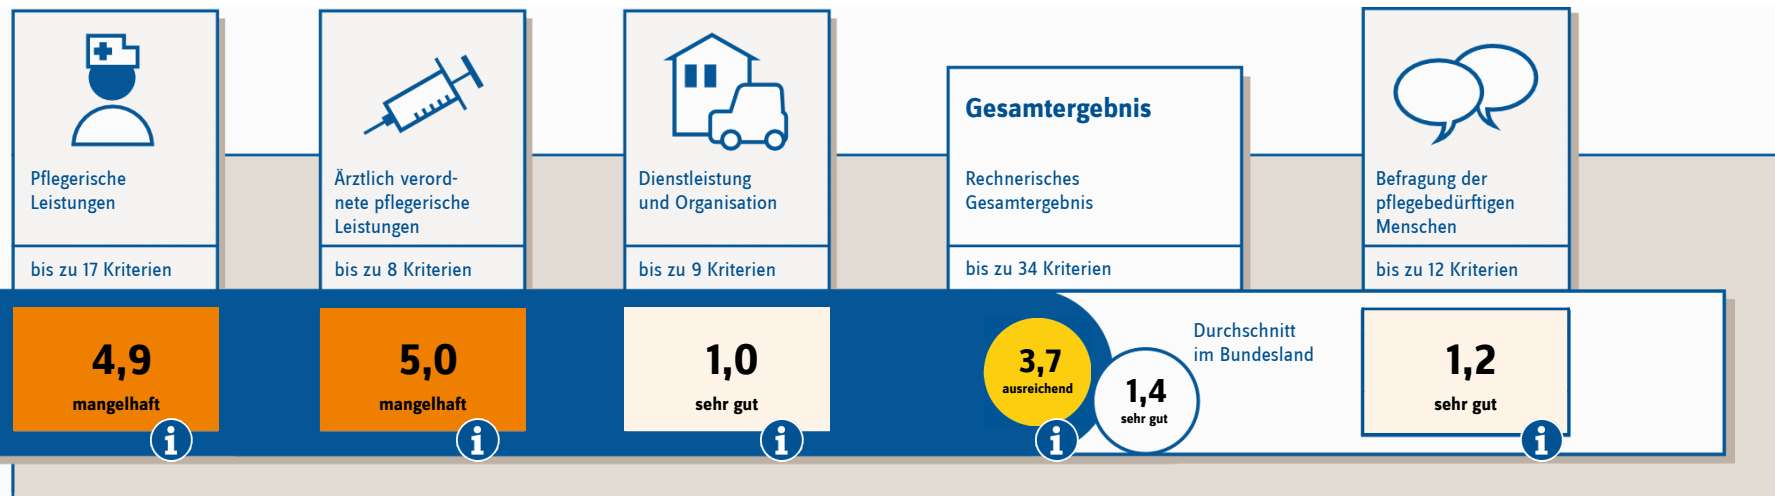 Pflegerische
Leistungen
bis zu 17 Kriterien
4,9
mangelhaft
i
Ärztlich verord-
nete pflegerische
Leistungen
bis zu 8 Kriterien
5,0
mangelhaft
i
Dienstleistung
und Organisation
bis zu 9 Kriterien
1,0
sehr gut
i
Gesamtergebnis
Rechnerisches
Gesamtergebnis
bis zu 34 Kriterien
3,7
ausreichend
i
1,4
sehr gut
Durchschnitt
im Bundesland
Befragung der
pflegebedürftigen
Menschen
bis zu 12 Kriterien
1,2
sehr gut
i